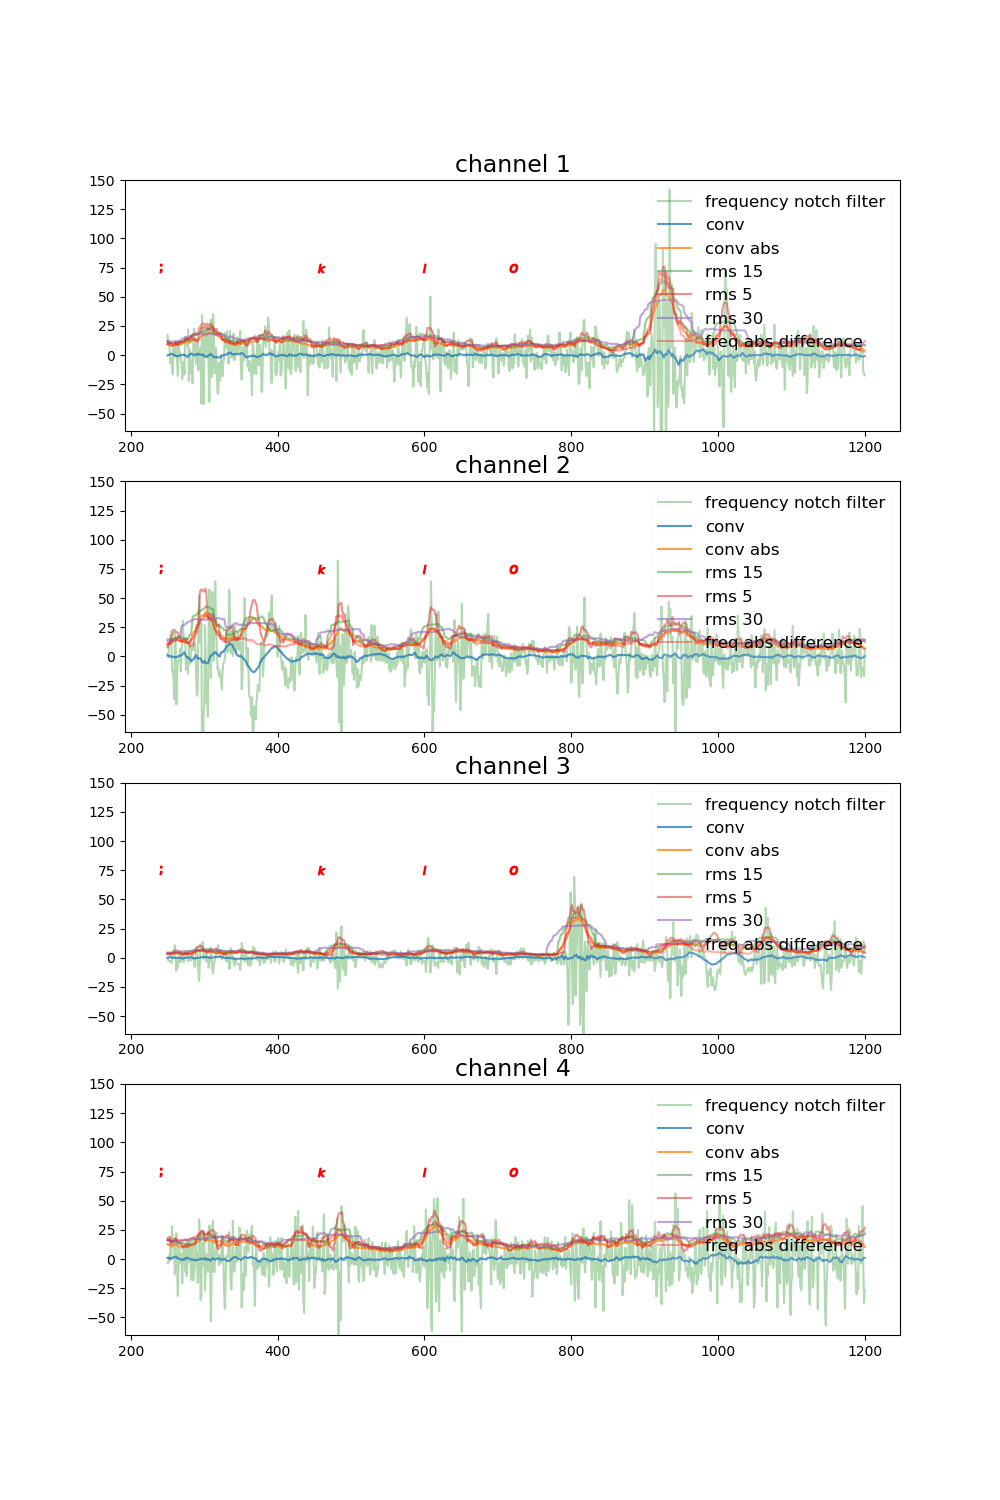 channel 1
150
125
100
75
50
25
0
−25
−50
; k l o
frequency notch filter
conv
conv abs
rms 15
rms 5
rms 30
freq abs difference
200 400 600 800 1000 1200
channel 2
150
125
100
75
50
25
0
−25
−50
; k l o
frequency notch filter
conv
conv abs
rms 15
rms 5
rms 30
freq abs difference
200 400 600 800 1000 1200
channel 3
150
125
100
75
50
25
0
−25
−50
; k l o
frequency notch filter
conv
conv abs
rms 15
rms 5
rms 30
freq abs difference
200 400 600 800 1000 1200
channel 4
150
125
100
75
50
25
0
−25
−50
; k l o
frequency notch filter
conv
conv abs
rms 15
rms 5
rms 30
freq abs difference
200 400 600 800 1000 1200